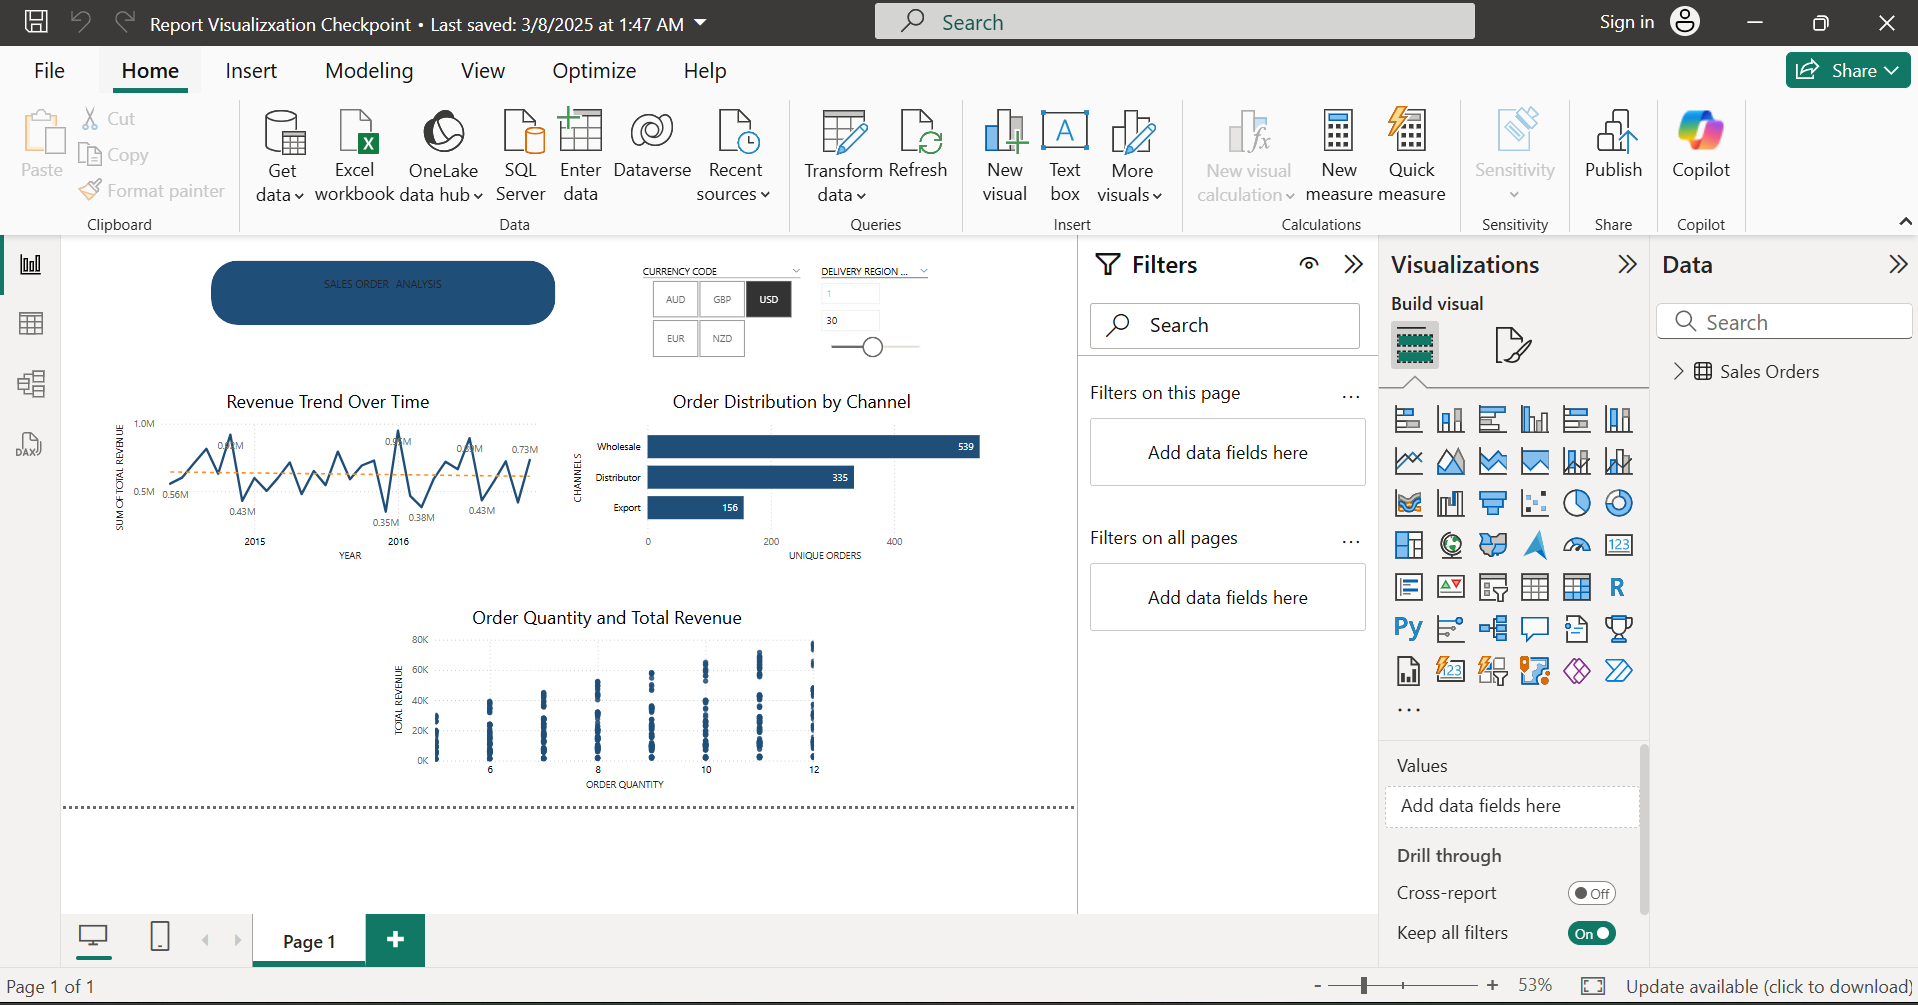 Report Visualizxation Checkpoint • Last saved: 3/8/2025 at 1:47 AM
Search
Sign in
File
Home
Insert
Modeling
View
Optimize
Help
Share
Paste
Cut
Copy
Format painter
Clipboard
Get data
Excel workbook
OneLake data hub
SQL Server
Enter data
Dataverse
Recent sources
Data
Transform data
Refresh
Queries
New visual
Text box
More visuals
Insert
New visual calculation
New measure
Quick measure
Calculations
Sensitivity
Sensitivity
Publish
Share
Copilot
Copilot
SALES ORDER ANALYSIS
CURRENCY CODE
AUD
GBP
USD
EUR
NZD
DELIVERY REGION ...
1
30
Revenue Trend Over Time
SUM OF TOTAL REVENUE
1.0M
0.5M
0.56M
0.92M
0.43M
0.35M
0.95M
0.38M
0.89M
0.43M
0.73M
2015
2016
YEAR
Order Distribution by Channel
CHANNELS
Wholesale
539
Distributor
335
Export
156
0
200
400
UNIQUE ORDERS
Order Quantity and Total Revenue
TOTAL REVENUE
80K
60K
40K
20K
0K
6
8
10
12
ORDER QUANTITY
Filters
Search
Filters on this page
...
Add data fields here
Filters on all pages
...
Add data fields here
Visualizations
Build visual
123
R
Py
123
...
Values
Add data fields here
Drill through
Cross-report
Off
Keep all filters
On
Data
Search
Sales Orders
DAX
Page 1
+
Page 1 of 1
-
+
53%
Update available (click to download)